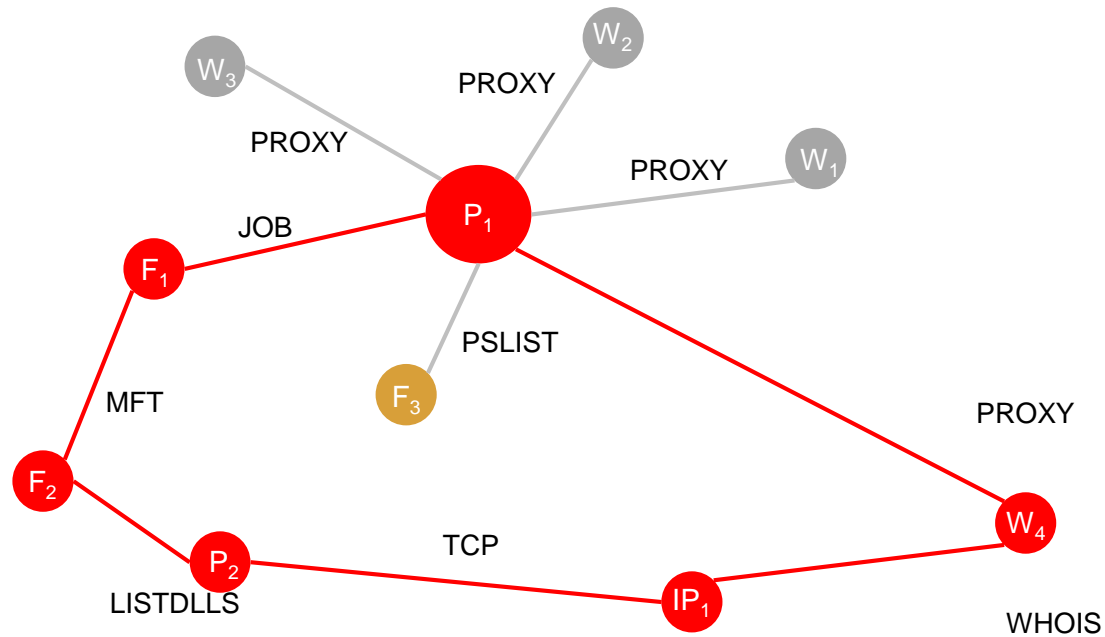 W2
W3
PROXY
PROXY
W1
PROXY
P1
JOB
F1
PSLIST
F3
MFT
PROXY
F2
W4
TCP
P2
IP1
LISTDLLS
WHOIS